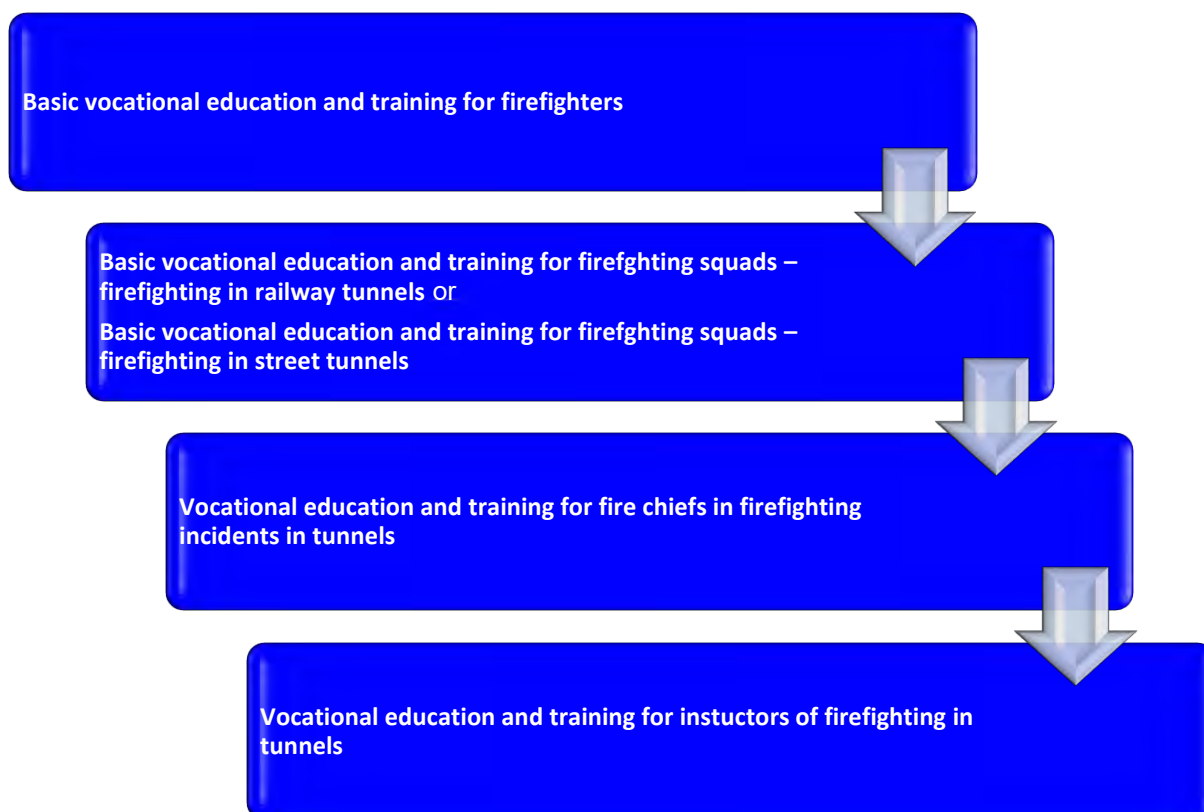 Basic vocational education and training for firefighters
Basic vocational education and training for firefghting squads –
firefighting in railway tunnels or
Basic vocational education and training for firefghting squads –
firefighting in street tunnels
Vocational education and training for fire chiefs in firefighting
incidents in tunnels
Vocational education and training for instuctors of firefighting in
tunnels